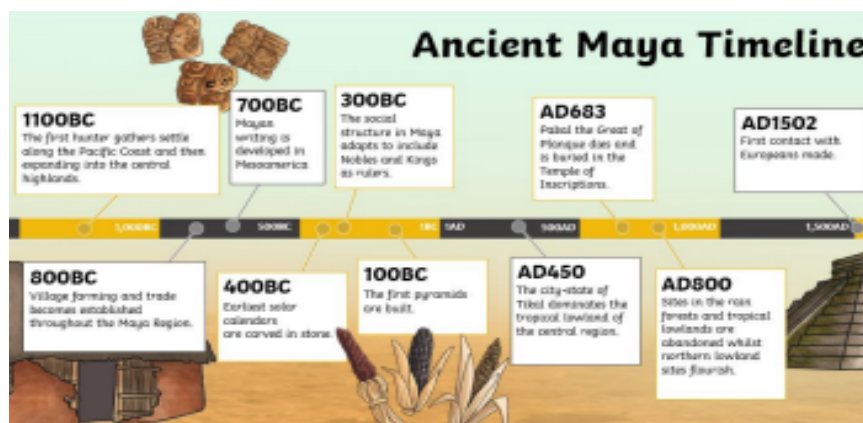 Ancient Maya Timeline
1100BC
The first hunter gathers settle
along the Pacific Coast and then
expanding into the central
highlands.
700BC
Mayan
writing is
developed in
Mesoamerica
300BC
The social
structure in Maya
adapts to include
Nobles and Kings
as rulers.
AD683
Pakal the Great of
Planque dies and
is buried in the
Temple of
Inscriptions.
AD1502
First contact with
Europeans made.
1,000BC
500BC
1BC
1AD
500AD
1,000AD
1,500AD
800BC
Village farming and trade
becomes established
throughout the Maya Region.
400BC
Earliest solar
calendars
are carved in stone.
100BC
The first pyramids
are built.
AD450
The city-state of
Tikal dominates the
tropical lowland of
the central region.
AD800
Sites in the rain
forests and tropical
lowlands are
abandoned whilst
northern lowland
sites flourish.